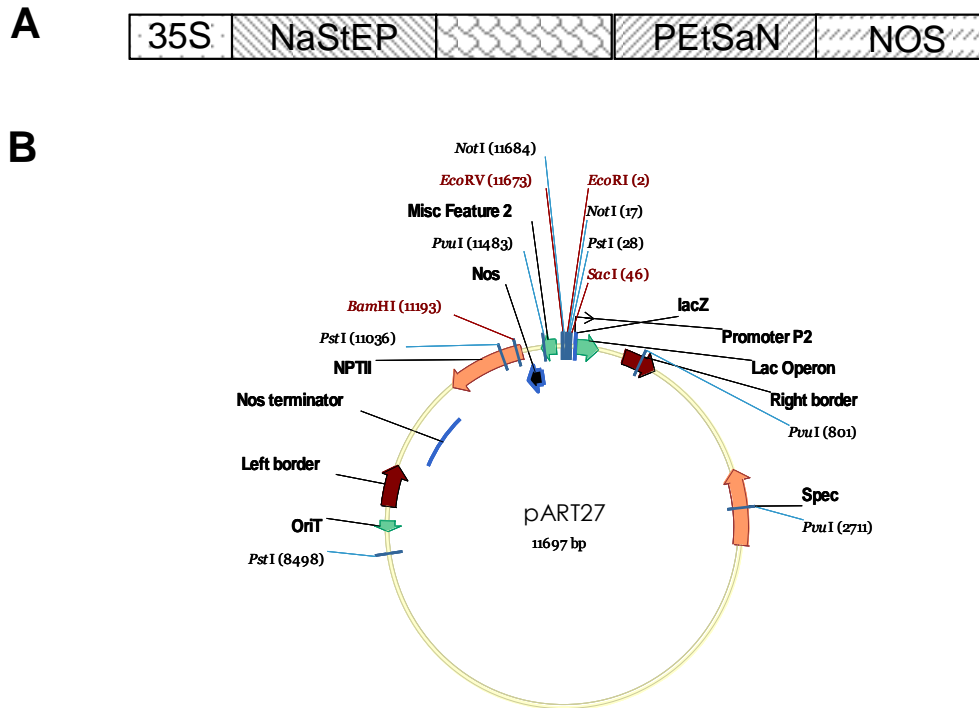 A
35S NaStEP PEtSaN NOS
B
NotI (11684)
EcoRV (11673)
EcoRI (2)
Misc Feature 2
NotI (17)
PvuI (11483)
PstI (28)
Nos
SacI (46)
BamHI (11193)
lacZ
PstI (11036)
Promoter P2
NPTII
Lac Operon
Nos terminator
Right border
PvuI (801)
Left border
Spec
pART27
OriT
PvuI (2711)
11697 bp
PstI (8498)